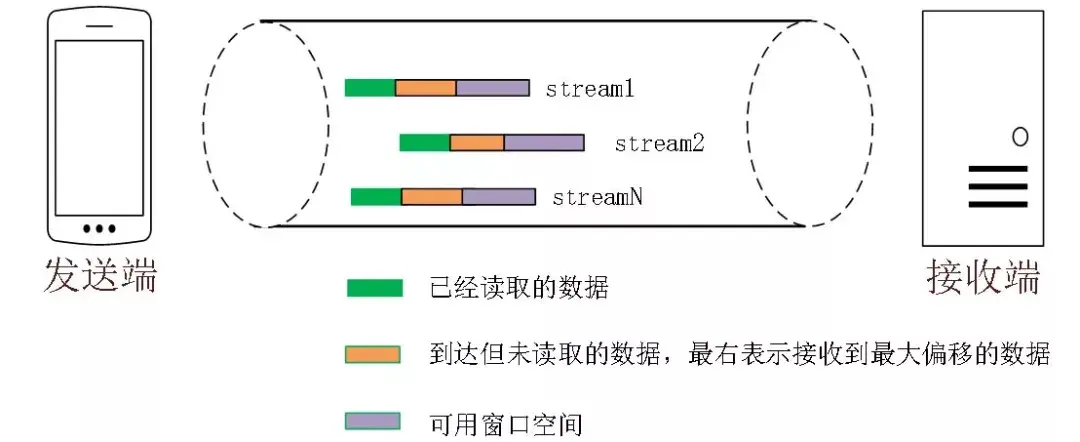 stream1
stream2
streamN
发送端
接收端
已经读取的数据
到达但未读取的数据，最右表示接收到最大偏移的数据
可用窗口空间